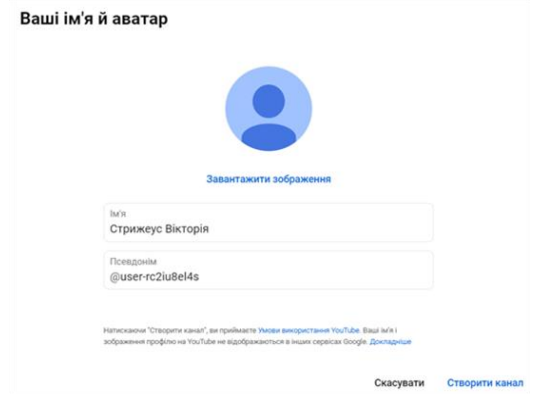 Ваші ім'я й аватар
Завантажити зображення
Ім'я
Стрижеус Вікторія
Псевдонім
@user-rc2iu8el4s
Натискаючи "Створити канал", ви приймаєте Умови використання YouTube. Ваші ім'я і
зображення профілю на YouTube не відображаються в інших сервісах Google. Докладніше
Скасувати Створити канал